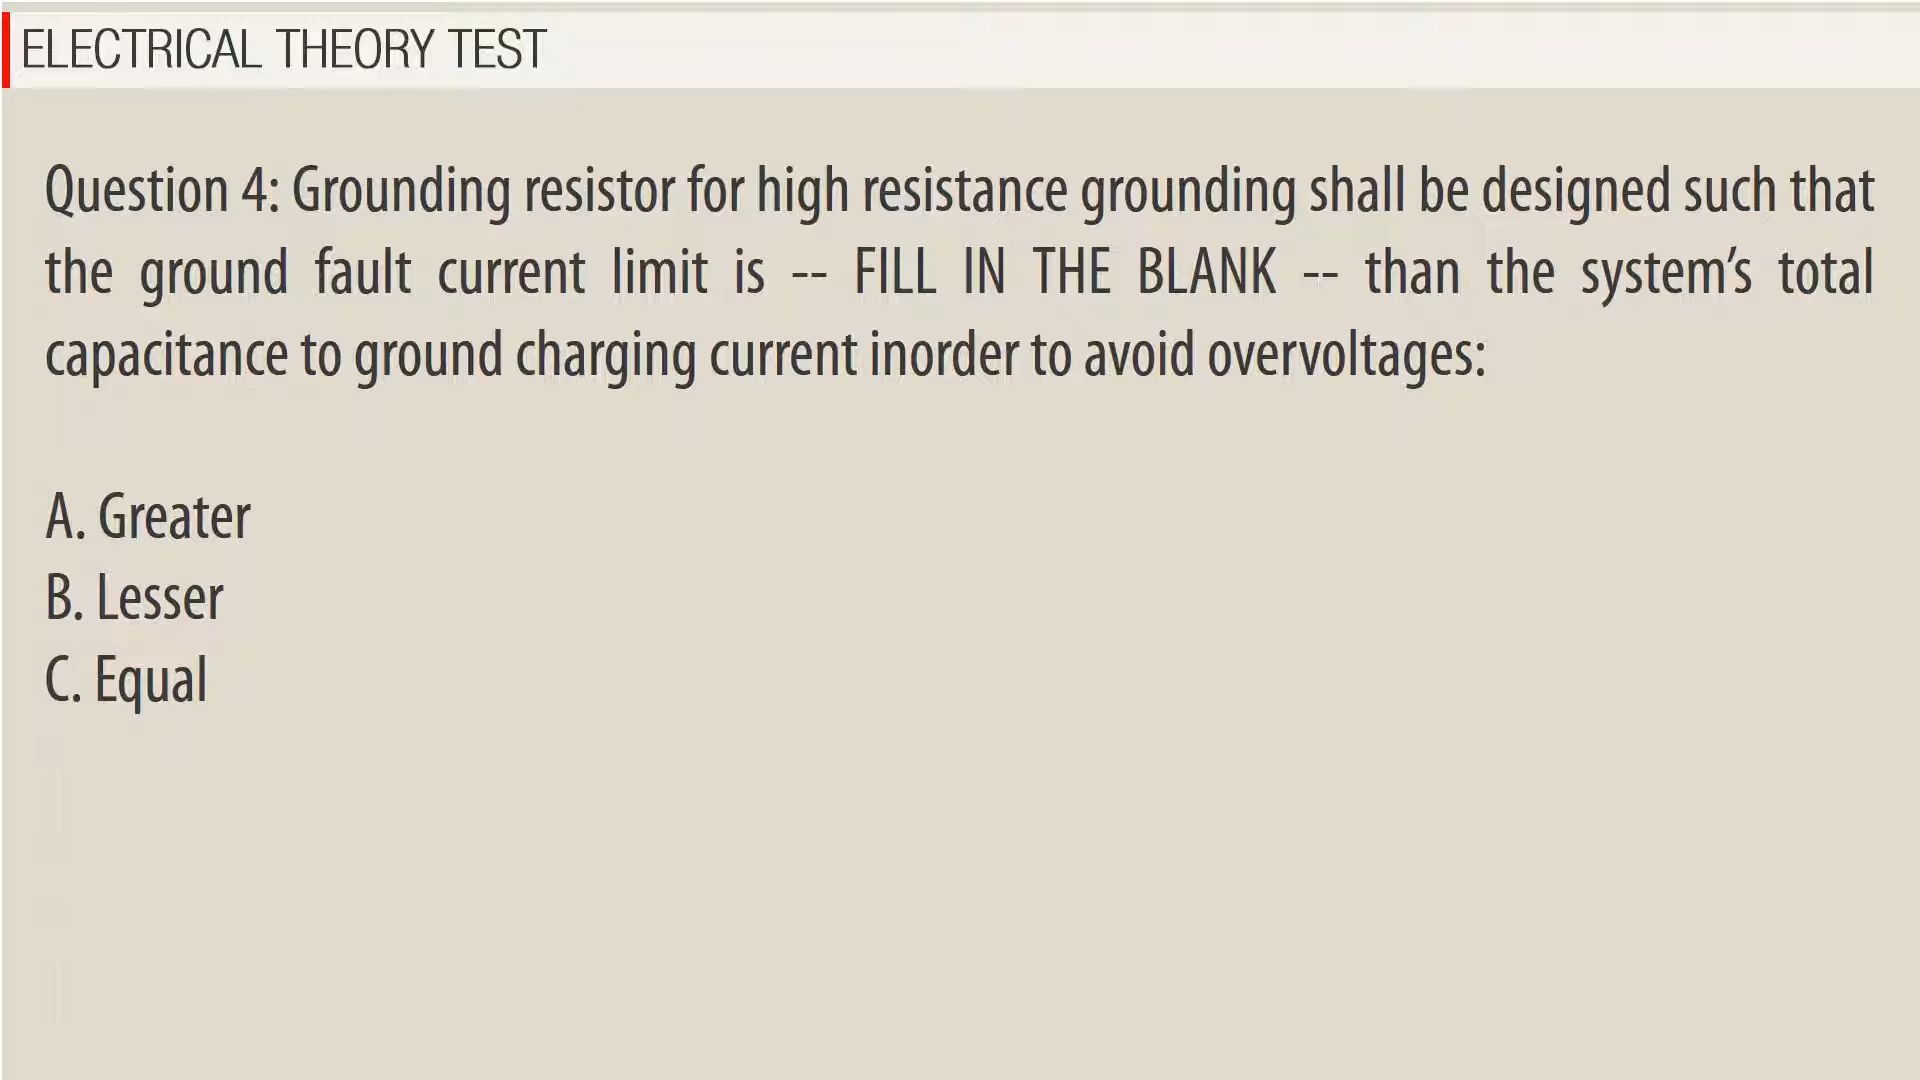 ELECTRICAL THEORY TEST
Question 4: Grounding resistor for high resistance grounding shall be designed such that
the ground fault current limit is -- FILL IN THE BLANK -- than the system’s total
capacitance to ground charging current inorder to avoid overvoltages:
A. Greater
B. Lesser
C. Equal